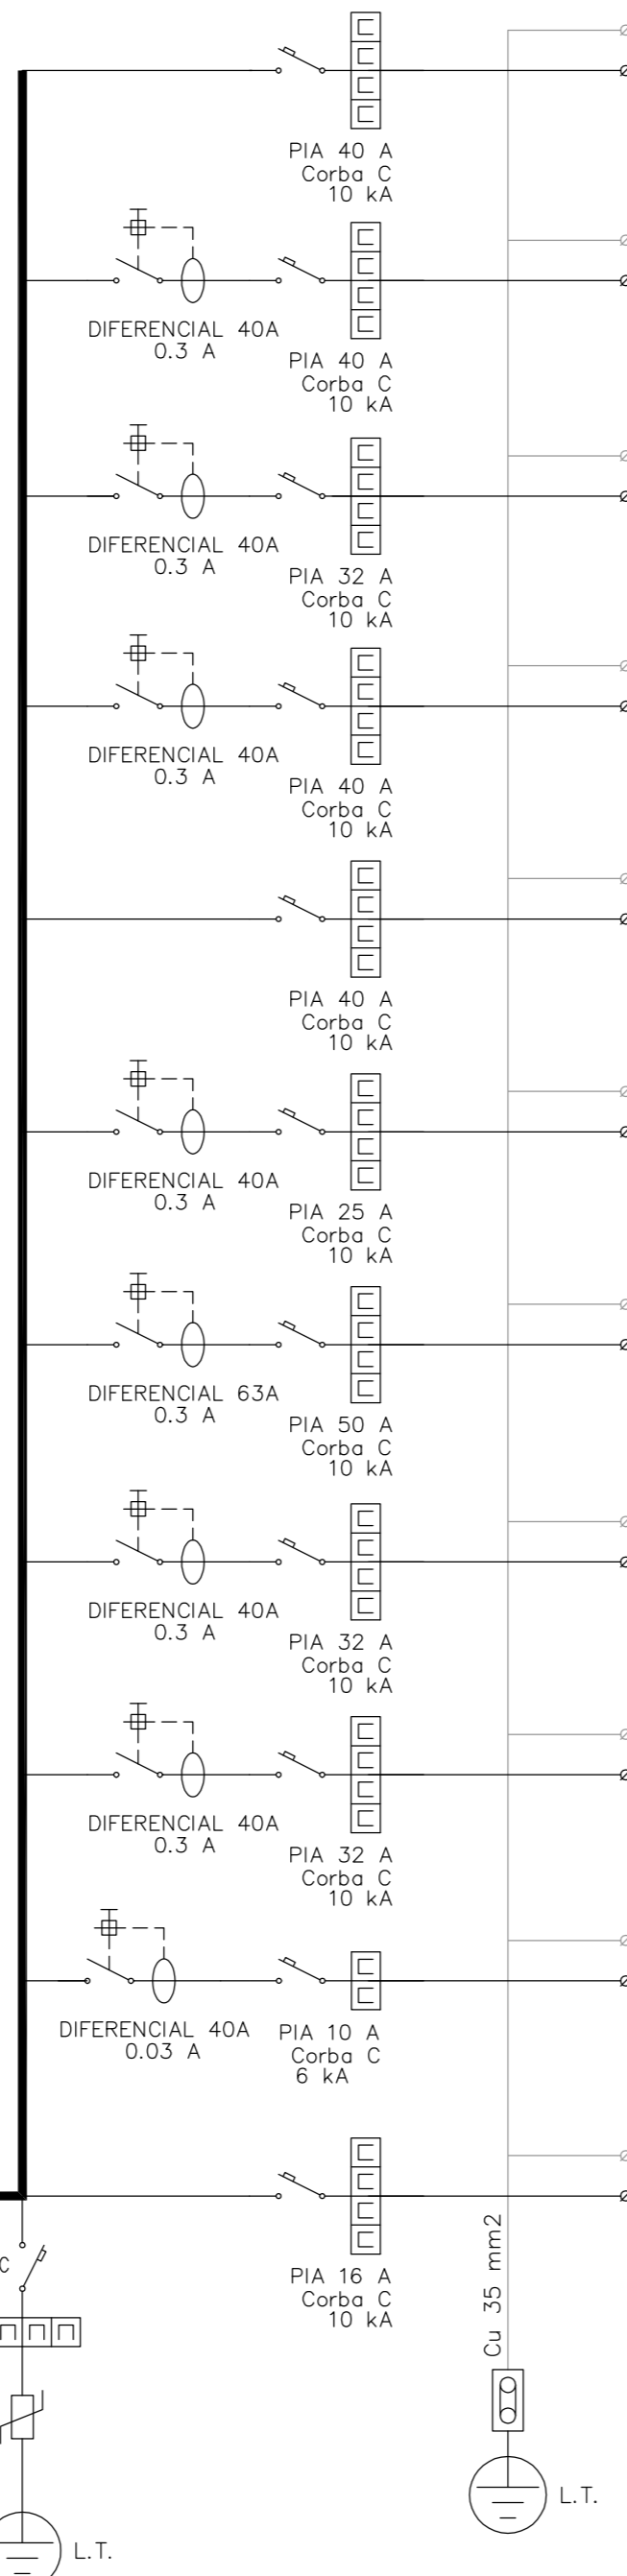 PIA 40 A
Corba C
10 kA
DIFERENCIAL 40A
0.3 A
PIA 40 A
Corba C
10 kA
DIFERENCIAL 40A
0.3 A
PIA 32 A
Corba C
10 kA
DIFERENCIAL 40A
0.3 A
PIA 40 A
Corba C
10 kA
PIA 40 A
Corba C
10 kA
DIFERENCIAL 40A
0.3 A
PIA 25 A
Corba C
10 kA
DIFERENCIAL 63A
0.3 A
PIA 50 A
Corba C
10 kA
DIFERENCIAL 40A
0.3 A
PIA 32 A
Corba C
10 kA
DIFERENCIAL 40A
0.3 A
PIA 32 A
Corba C
10 kA
DIFERENCIAL 40A
0.03 A
PIA 10 A
Corba C
6 kA
PIA 16 A
Corba C
10 kA
C
Cu 35 mm2
L.T.
L.T.